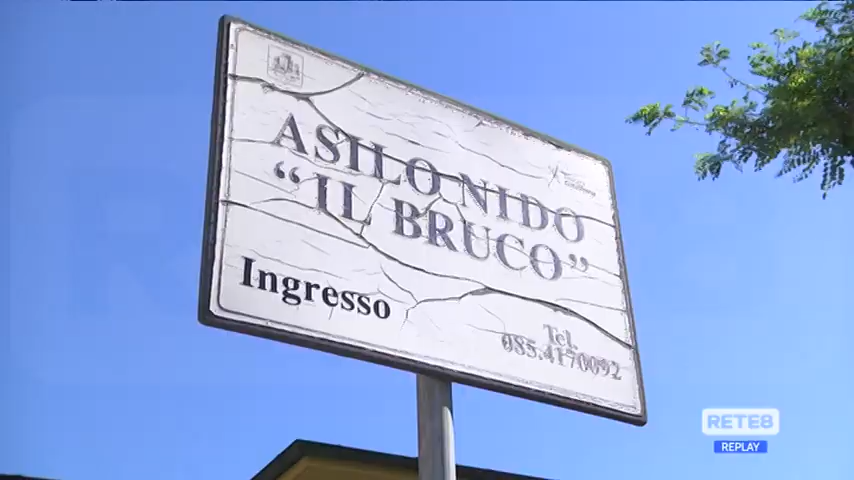 ASILO NIDO
“IL BRUCO”
Ingresso
Tel.
085.4170092
RETE8
REPLAY